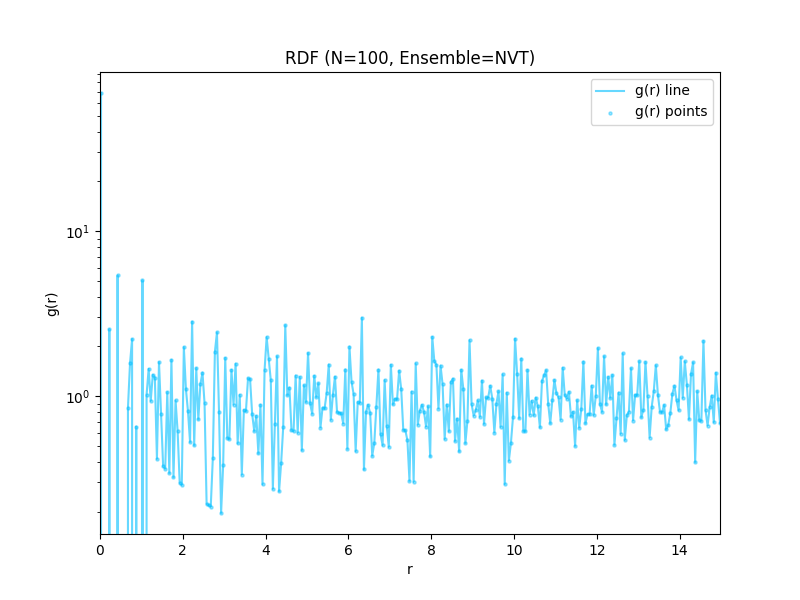 RDF (N=100, Ensemble=NVT)
g(r) line
g(r) points
10¹
10⁰
g(r)
0 2 4 6 8 10 12 14
r